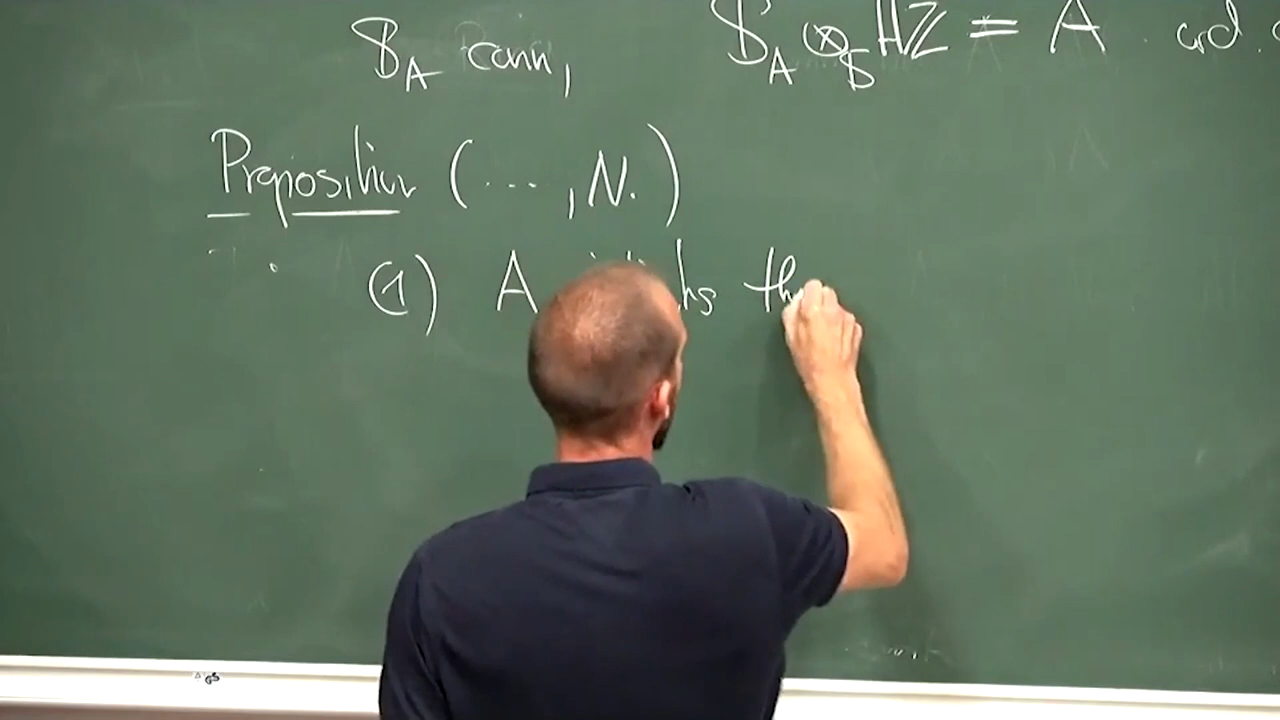 𝕊_A conn, 𝕊_A ⊗_𝕊 Hℤ = A
Proposition (..., N.)
(1) A